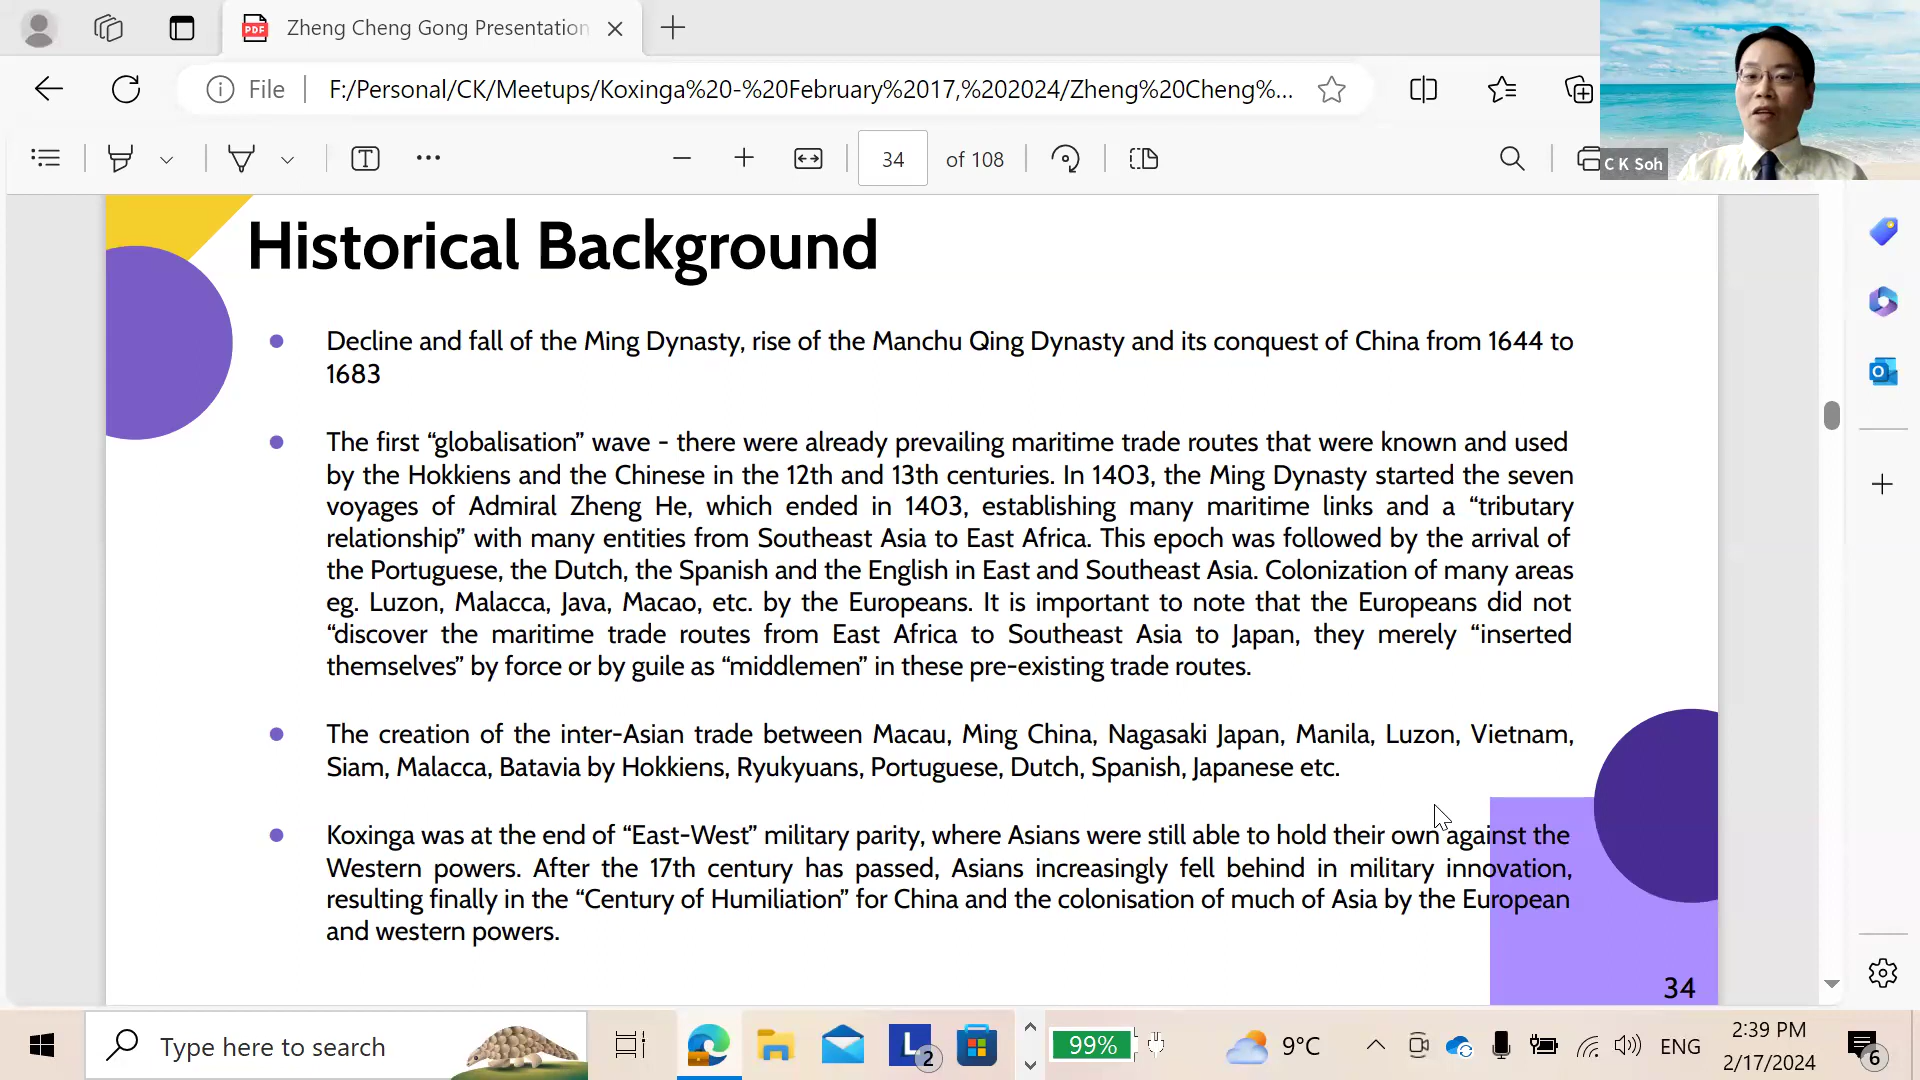 Zheng Cheng Gong Presentation
File
F:/Personal/CK/Meetups/Koxinga%20-%20February%2017,%202024/Zheng%20Cheng%...
34 of 108
C K Soh
Historical Background
Decline and fall of the Ming Dynasty, rise of the Manchu Qing Dynasty and its conquest of China from 1644 to
1683
The first “globalisation” wave - there were already prevailing maritime trade routes that were known and used
by the Hokkiens and the Chinese in the 12th and 13th centuries. In 1403, the Ming Dynasty started the seven
voyages of Admiral Zheng He, which ended in 1403, establishing many maritime links and a “tributary
relationship” with many entities from Southeast Asia to East Africa. This epoch was followed by the arrival of
the Portuguese, the Dutch, the Spanish and the English in East and Southeast Asia. Colonization of many areas
eg. Luzon, Malacca, Java, Macao, etc. by the Europeans. It is important to note that the Europeans did not
“discover the maritime trade routes from East Africa to Southeast Asia to Japan, they merely “inserted
themselves” by force or by guile as “middlemen” in these pre-existing trade routes.
The creation of the inter-Asian trade between Macau, Ming China, Nagasaki Japan, Manila, Luzon, Vietnam,
Siam, Malacca, Batavia by Hokkiens, Ryukyuans, Portuguese, Dutch, Spanish, Japanese etc.
Koxinga was at the end of “East-West” military parity, where Asians were still able to hold their own against the
Western powers. After the 17th century has passed, Asians increasingly fell behind in military innovation,
resulting finally in the “Century of Humiliation” for China and the colonisation of much of Asia by the European
and western powers.
34
Type here to search
L 2
99%
9°C
ENG
2:39 PM
2/17/2024
6